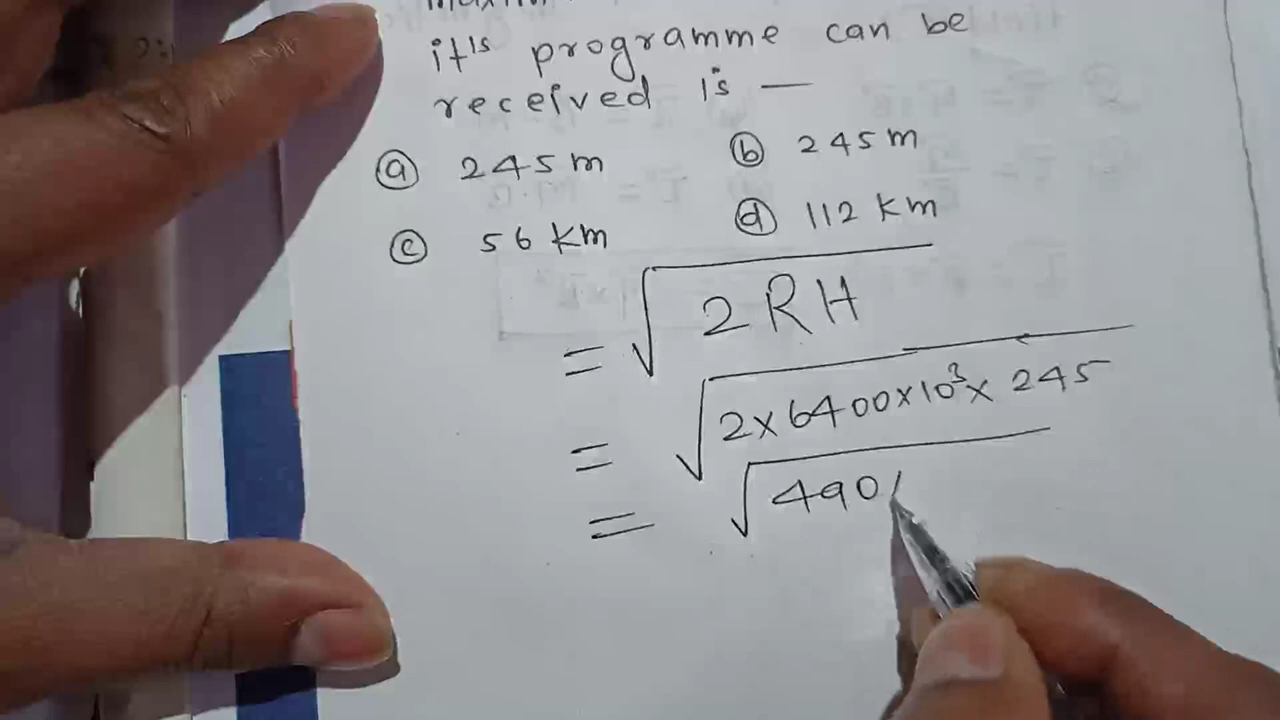 it's programme can be
received is —
(a) 245 m (b) 245 m
(c) 56 km (d) 112 km
= √2RH
= √2×6400×10³×245
= √490